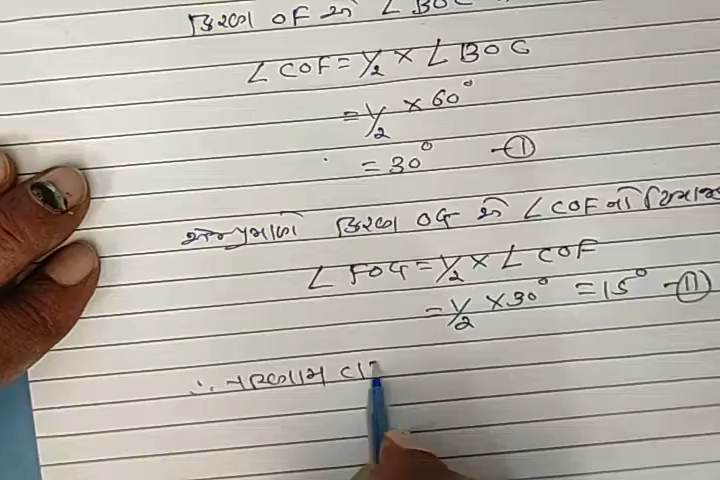 કિરણ OF એ ∠BOC
∠COF = 1/2 × ∠BOC
= 1/2 × 60°
= 30° —(I)
કિરણ OG એ ∠COF નો
∠FOG = 1/2 × ∠COF
= 1/2 × 30° = 15° —(II)
∴